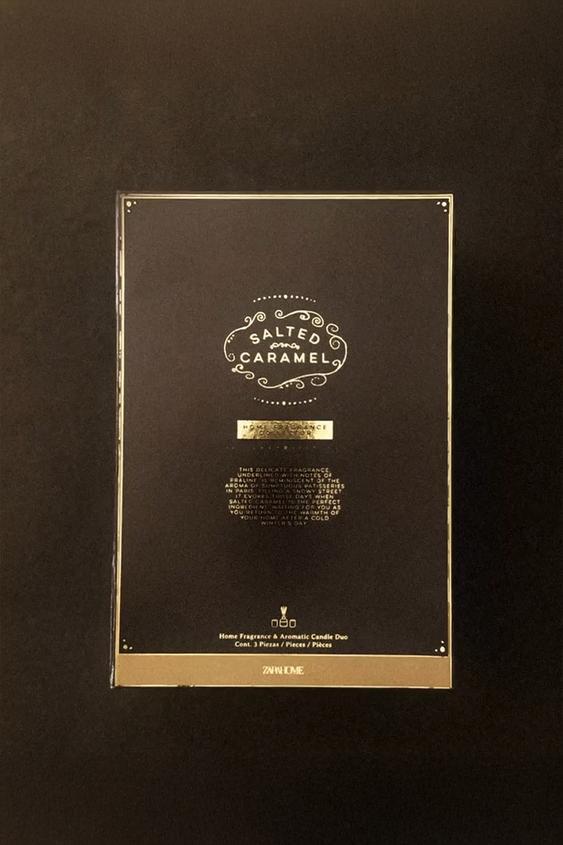 SALTED
CARAMEL
HOME FRAGRANCE
COLLECTION
THIS DELICATE FRAGRANCE,
UNDERLINED WITH NOTES OF
PRALINE, IS REMINISCENT OF THE
AROMA OF SUMPTUOUS PATISSERIES
IN PARIS, FILLING A SNOWY STREET.
IT EVOKES THOSE DAYS WHEN
SALTED CARAMEL IS THE PERFECT
INGREDIENT, WAITING FOR YOU AS
YOU RETURN TO THE WARMTH OF
YOUR HOME AFTER A COLD
WINTER'S DAY
Home Fragrance & Aromatic Candle Duo
Cont. 3 Piezas / Pieces / Pièces
ZARA HOME